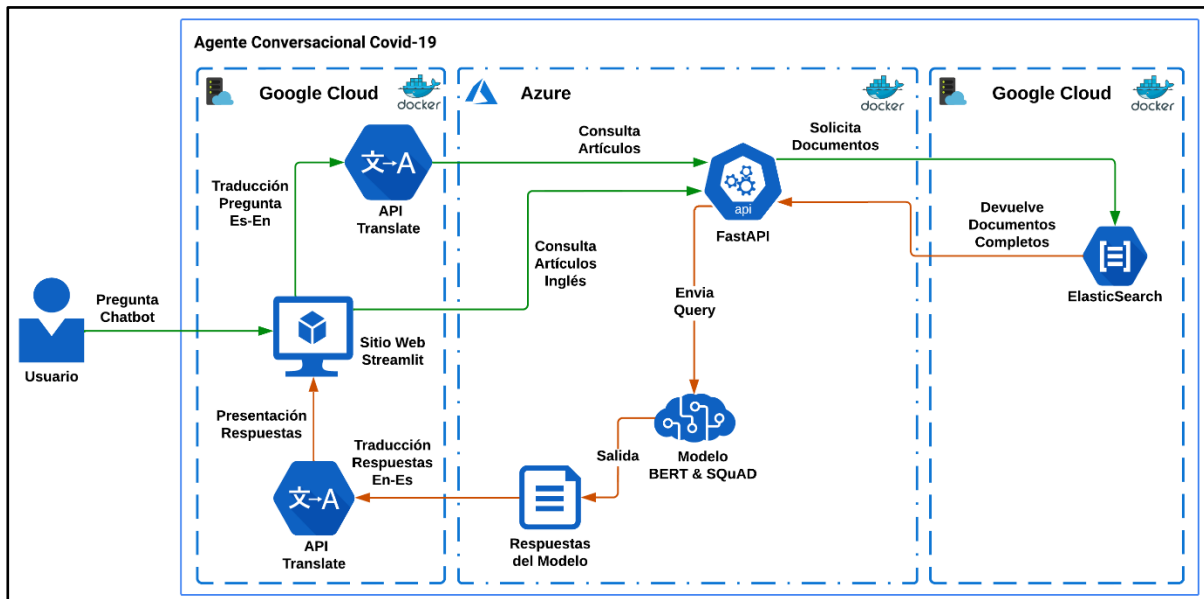 Agente Conversacional Covid-19
Google Cloud
docker
Azure
docker
Google Cloud
docker
文→A
API
Translate
Traducción
Pregunta
Es-En
Consulta
Artículos
api
FastAPI
Solicita
Documentos
Devuelve
Documentos
Completos
ElasticSearch
Consulta
Artículos
Inglés
Envia
Query
Pregunta
Chatbot
Usuario
Sitio Web
Streamlit
Presentación
Respuestas
Traducción
Respuestas
En-Es
文→A
API
Translate
Salida
Modelo
BERT & SQuAD
Respuestas
del Modelo